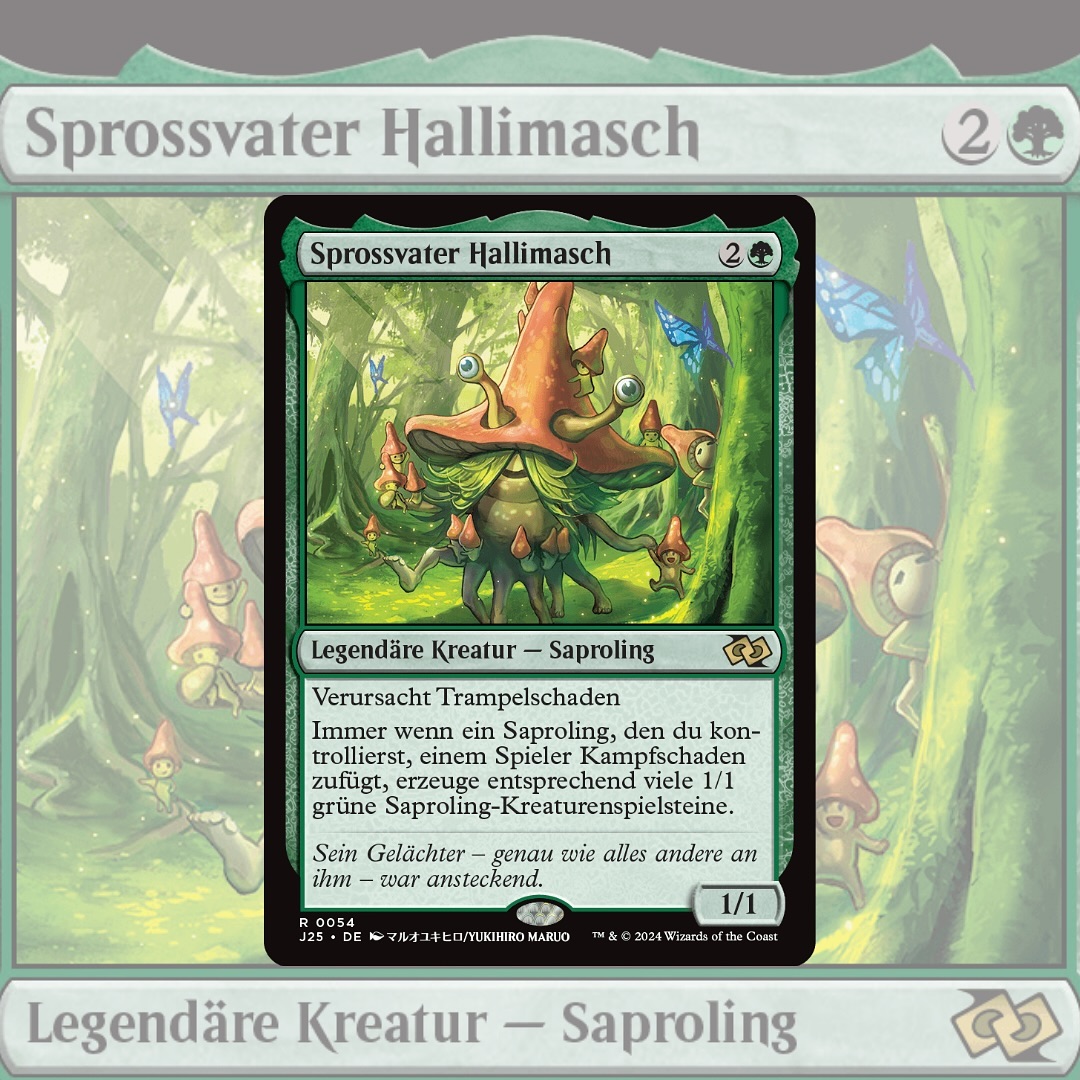 Sprossvater Hallimasch 2
Sprossvater Hallimasch 2
Legendäre Kreatur — Saproling
Verursacht Trampelschaden
Immer wenn ein Saproling, den du kon-
trollierst, einem Spieler Kampfschaden
zufügt, erzeuge entsprechend viele 1/1
grüne Saproling-Kreaturenspielsteine.
Sein Gelächter – genau wie alles andere an
ihm – war ansteckend.
1/1
R 0054
J25 • DE マルオユキヒロ/YUKIHIRO MARUO ™ & © 2024 Wizards of the Coast
Legendäre Kreatur — Saproling